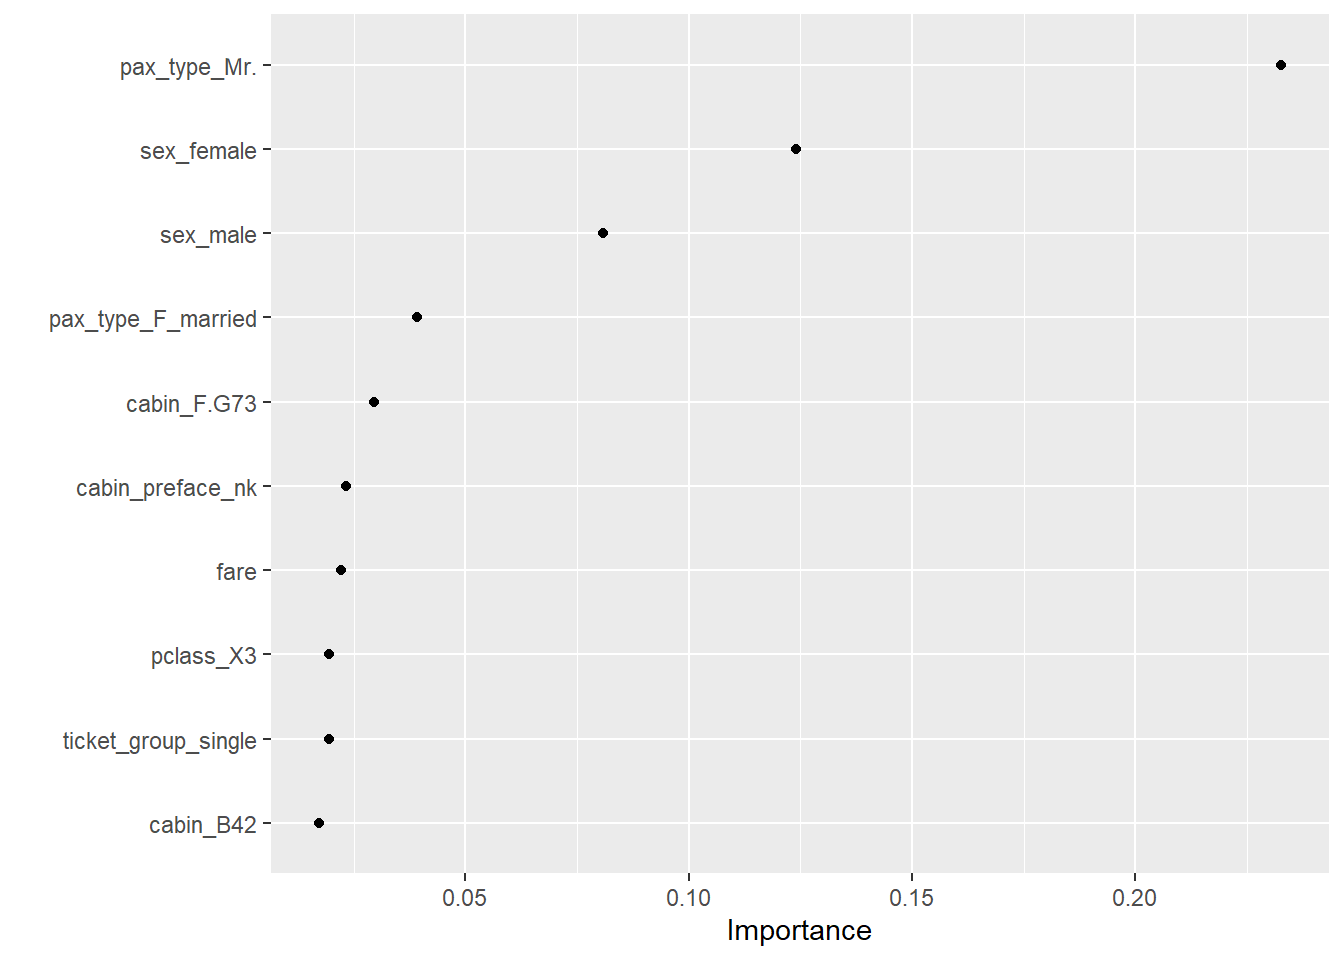 pax_type_Mr.
sex_female
sex_male
pax_type_F_married
cabin_F.G73
cabin_preface_nk
fare
pclass_X3
ticket_group_single
cabin_B42
0.05 0.10 0.15 0.20
Importance